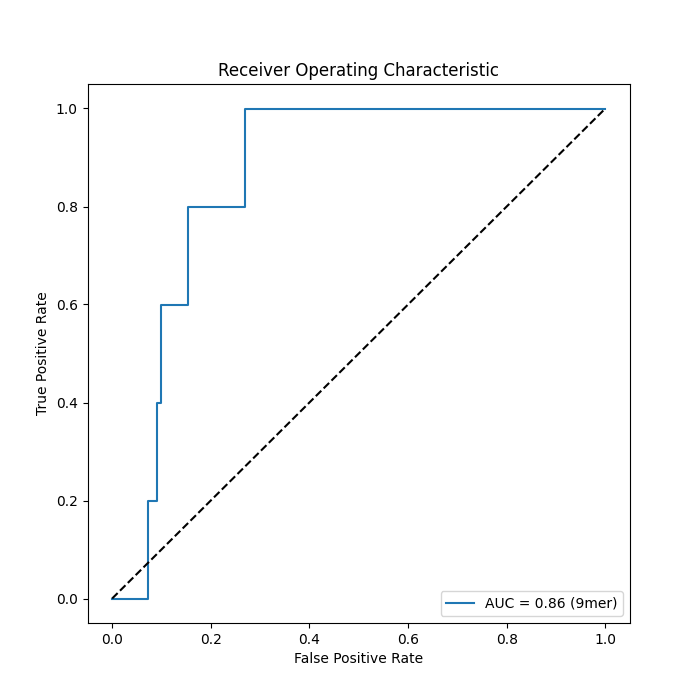 Receiver Operating Characteristic
True Positive Rate
1.0
0.8
0.6
0.4
0.2
0.0
AUC = 0.86 (9mer)
0.0 0.2 0.4 0.6 0.8 1.0
False Positive Rate